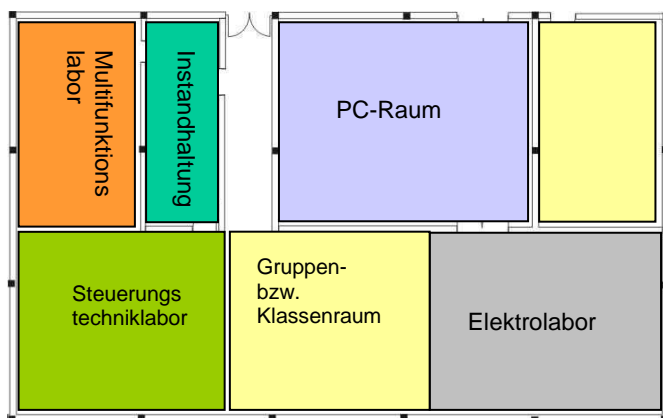 Multifunktions
labor
Instandhaltung
PC-Raum
Steuerungs
techniklabor
Gruppen-
bzw.
Klassenraum
Elektrolabor